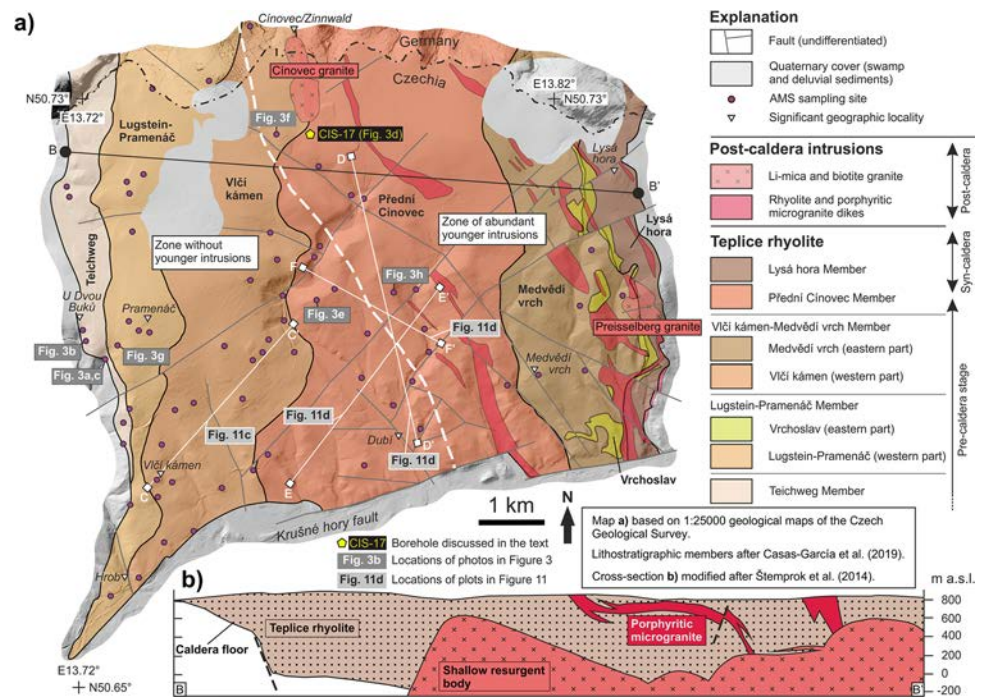 a)
Cínovec/Zinnwald
Germany
Czechia
Cínovec granite
N50.73°
E13.72°
E13.82°
N50.73°
Lugstein-
Pramenáč
Fig. 3f
CIS-17 (Fig. 3d)
B
D
Lysá
hora
B'
Vlčí
kámen
Přední
Cínovec
Lysá
hora
Zone without
younger intrusions
Zone of abundant
younger intrusions
Teichweg
F
Fig. 3h
Medvědí
vrch
U Dvou
Buků
Pramenáč
E'
Fig. 3e
C'
Fig. 11d
Preisselberg granite
F'
Fig. 3b
Fig. 3g
Fig. 3a,c
Medvědí
vrch
Fig. 11d
Fig. 11c
Dubí
D'
Fig. 11d
Vlčí kámen
C
E
Vrchoslav
Krušné hory fault
1 km
N
Hrob
E13.72°
N50.65°
CIS-17 Borehole discussed in the text
Fig. 3b Locations of photos in Figure 3
Fig. 11d Locations of plots in Figure 11
Explanation
Fault (undifferentiated)
Quaternary cover (swamp
and deluvial sediments)
AMS sampling site
Significant geographic locality
Post-caldera intrusions
Li-mica and biotite granite
Rhyolite and porphyritic
microgranite dikes
Post-caldera
Teplice rhyolite
Lysá hora Member
Přední Cínovec Member
Syn-caldera
Vlčí kámen-Medvědí vrch Member
Medvědí vrch (eastern part)
Vlčí kámen (western part)
Lugstein-Pramenáč Member
Vrchoslav (eastern part)
Lugstein-Pramenáč (western part)
Teichweg Member
Pre-caldera stage
Map a) based on 1:25000 geological maps of the Czech
Geological Survey.
Lithostratigraphic members after Casas-García et al. (2019).
Cross-section b) modified after Štemprok et al. (2014).
b)
m a.s.l.
800
600
400
200
0
-200
Teplice rhyolite
Caldera floor
Porphyritic
microgranite
Shallow resurgent
body
B
B'